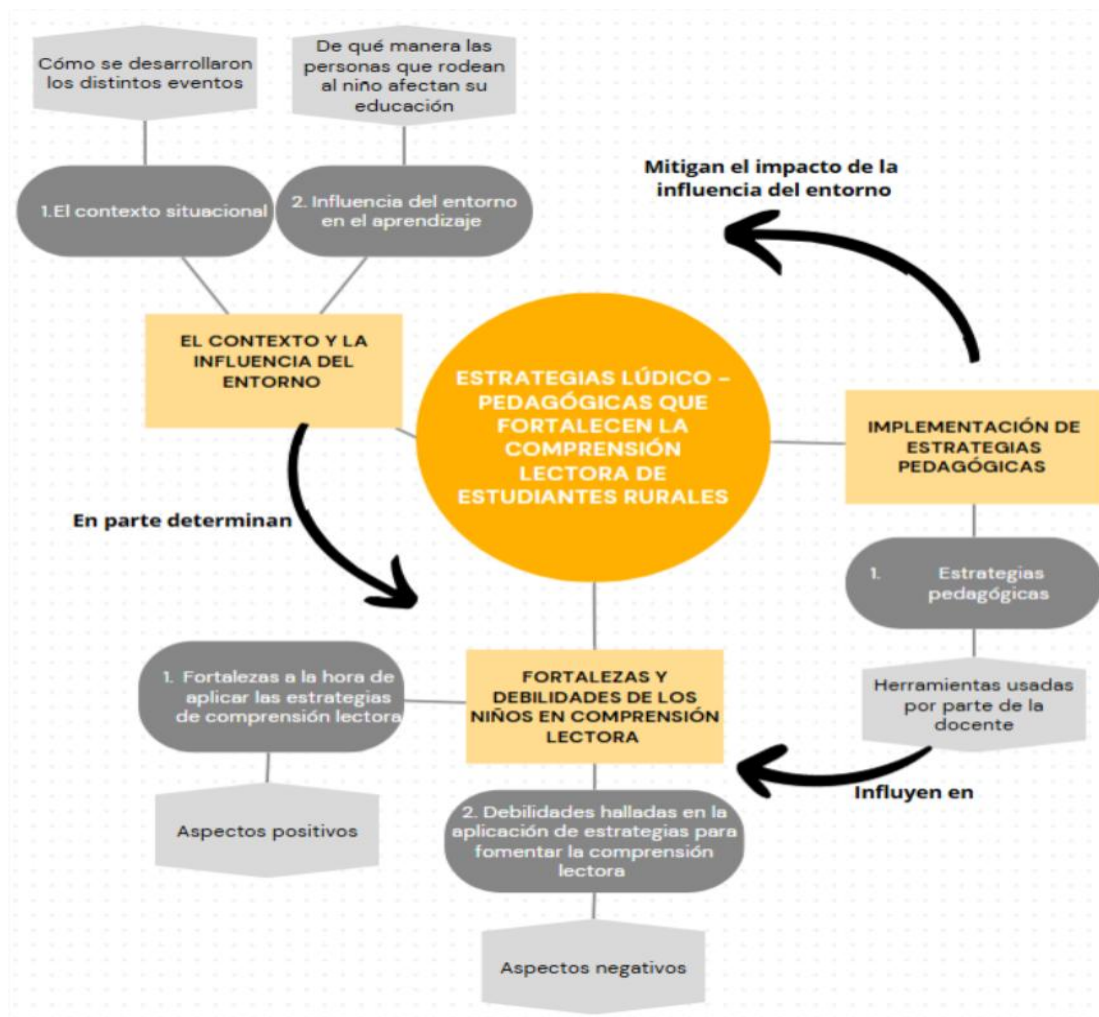 Cómo se desarrollaron
los distintos eventos
De qué manera las
personas que rodean
al niño afectan su
educación
1.El contexto situacional
2. Influencia del entorno
en el aprendizaje
Mitigan el impacto de la
influencia del entorno
EL CONTEXTO Y LA
INFLUENCIA DEL
ENTORNO
ESTRATEGIAS LÚDICO –
PEDAGÓGICAS QUE
FORTALECEN LA
COMPRENSIÓN
LECTORA DE
ESTUDIANTES RURALES
IMPLEMENTACIÓN DE
ESTRATEGIAS
PEDAGÓGICAS
En parte determinan
1. Estrategias
pedagógicas
1. Fortalezas a la hora de
aplicar las estrategias
de comprensión lectora
FORTALEZAS Y
DEBILIDADES DE LOS
NIÑOS EN COMPRENSIÓN
LECTORA
Herramientas usadas
por parte de la
docente
Influyen en
Aspectos positivos
2. Debilidades halladas en la
aplicación de estrategias para
fomentar la comprensión
lectora
Aspectos negativos